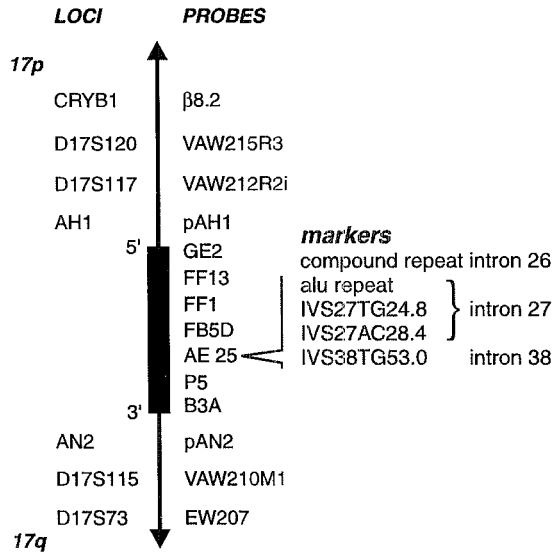 LOCI PROBES
17p
CRYB1 β8.2
D17S120 VAW215R3
D17S117 VAW212R2i
AH1 pAH1
5' GE2
FF13
FF1
FB5D
AE 25
P5
3' B3A
markers
compound repeat intron 26
alu repeat
IVS27TG24.8
IVS27AC28.4
intron 27
IVS38TG53.0 intron 38
AN2 pAN2
D17S115 VAW210M1
D17S73 EW207
17q